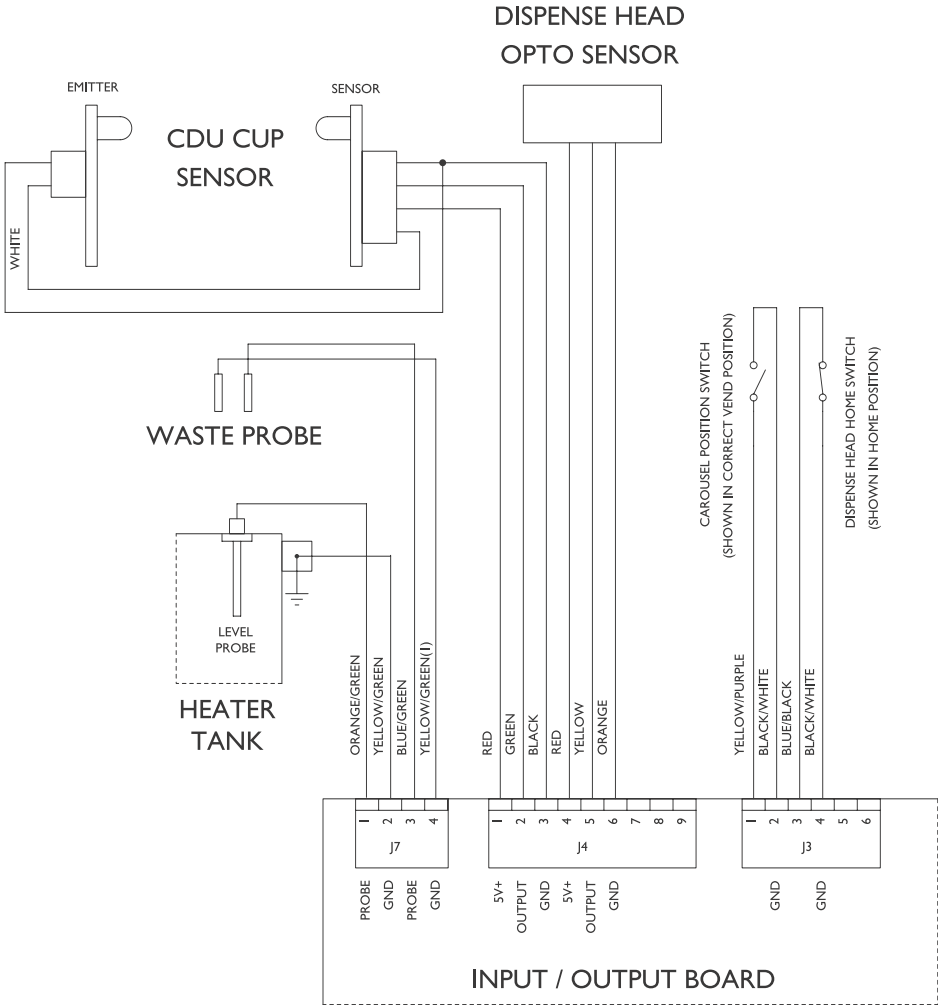 DISPENSE HEAD
OPTO SENSOR
EMITTER
SENSOR
CDU CUP
SENSOR
WHITE
WASTE PROBE
CAROUSEL POSITION SWITCH
(SHOWN IN CORRECT VEND POSITION)
DISPENSE HEAD HOME SWITCH
(SHOWN IN HOME POSITION)
LEVEL
PROBE
HEATER
TANK
ORANGE/GREEN
YELLOW/GREEN
BLUE/GREEN
YELLOW/GREEN(1)
RED
GREEN
BLACK
RED
YELLOW
ORANGE
YELLOW/PURPLE
BLACK/WHITE
BLUE/BLACK
BLACK/WHITE
1 2 3 4
J7
1 2 3 4 5 6 7 8 9
J4
1 2 3 4 5 6
J3
PROBE
GND
PROBE
GND
5V+
OUTPUT
GND
5V+
OUTPUT
GND
GND
GND
INPUT / OUTPUT BOARD